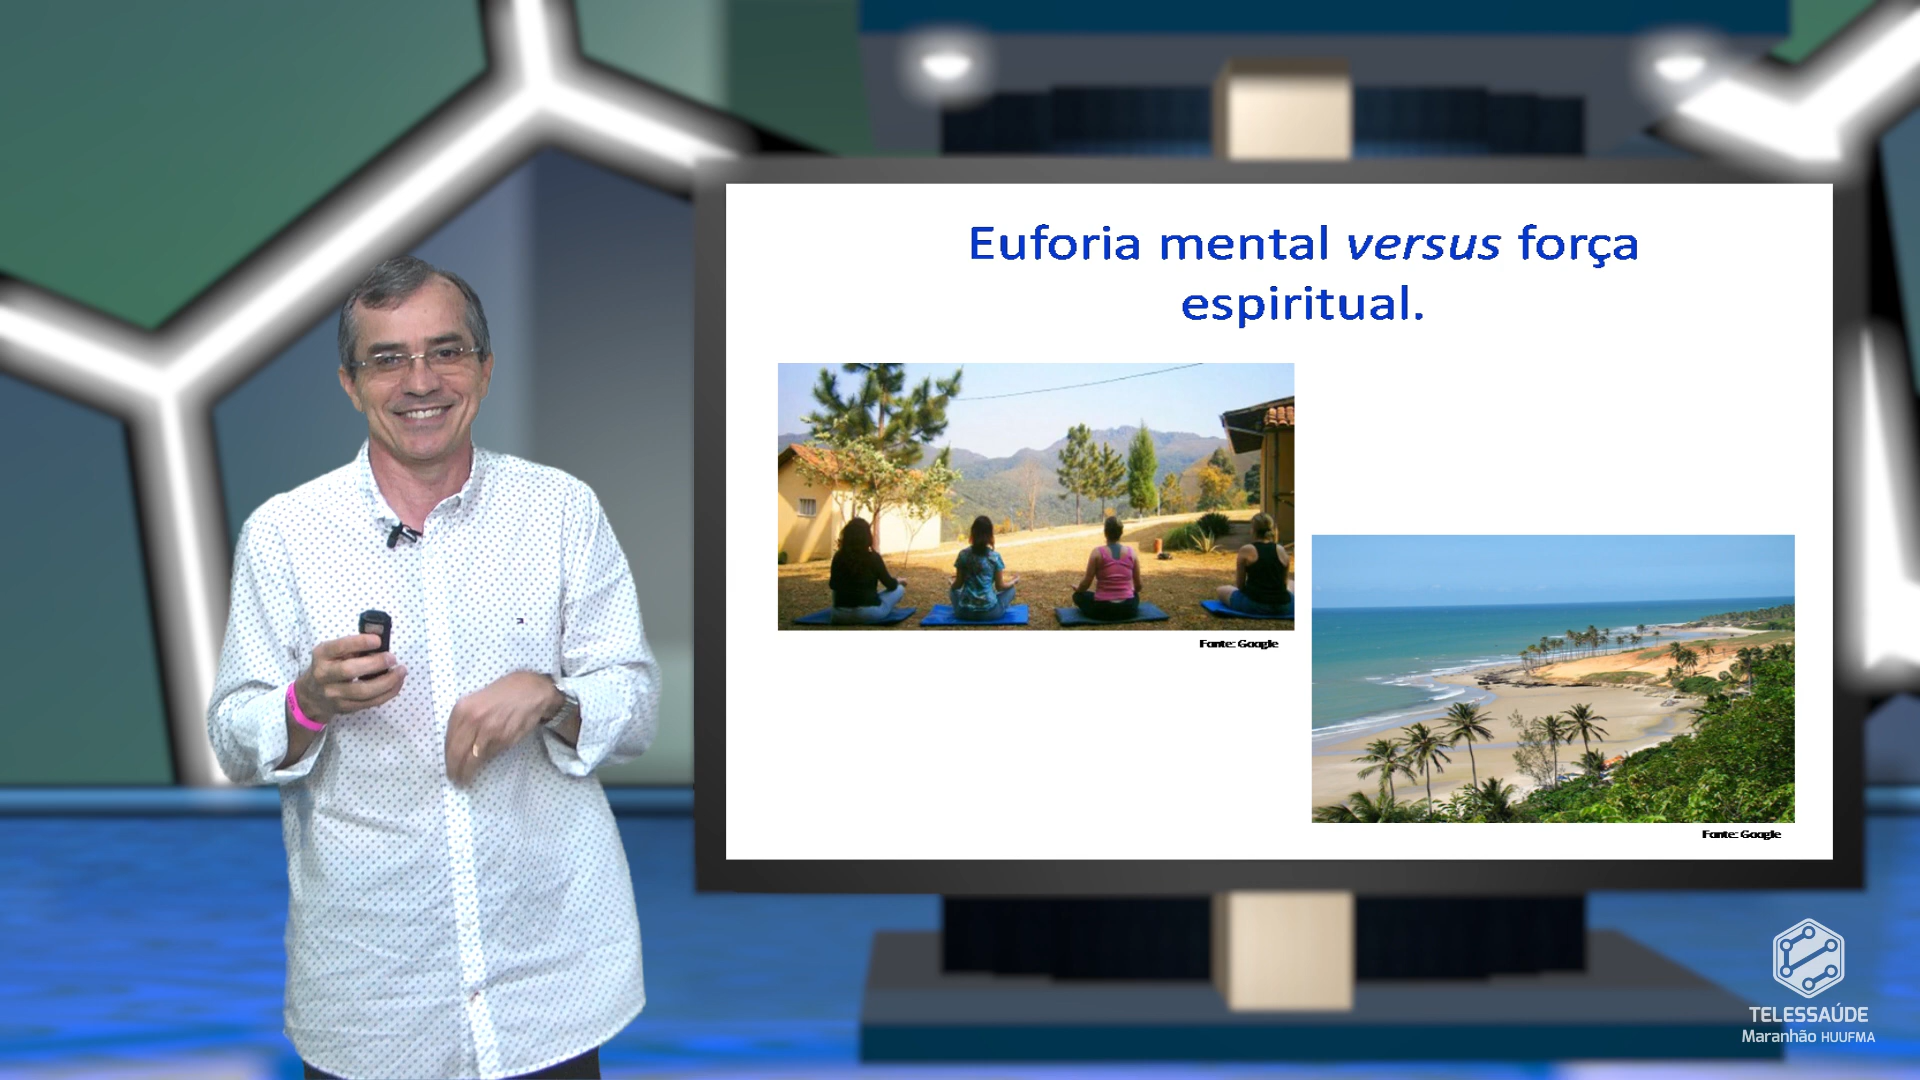 Euforia mental versus força
espiritual.
Fonte: Google
Fonte: Google
TELESSAÚDE
Maranhão HUUFMA